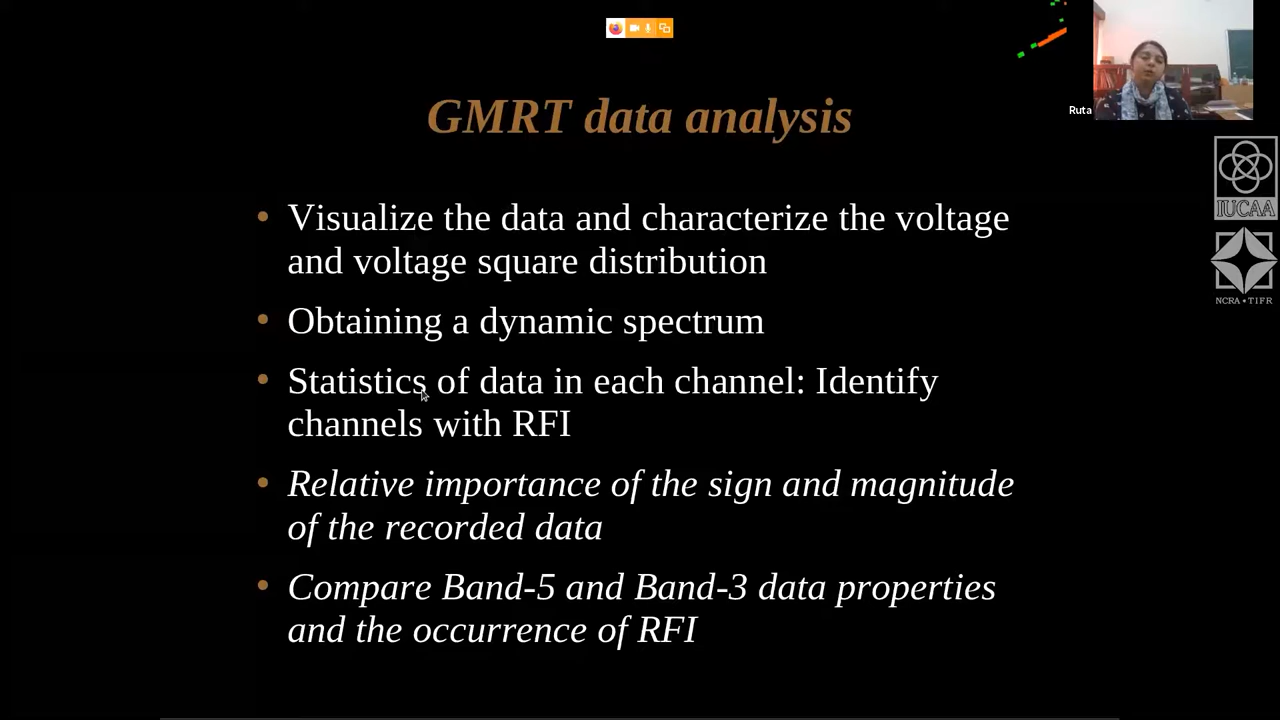 Ruta
GMRT data analysis
IUCAA
NCRA • TIFR
• Visualize the data and characterize the voltage
and voltage square distribution
• Obtaining a dynamic spectrum
• Statistics of data in each channel: Identify
channels with RFI
• Relative importance of the sign and magnitude
of the recorded data
• Compare Band-5 and Band-3 data properties
and the occurrence of RFI